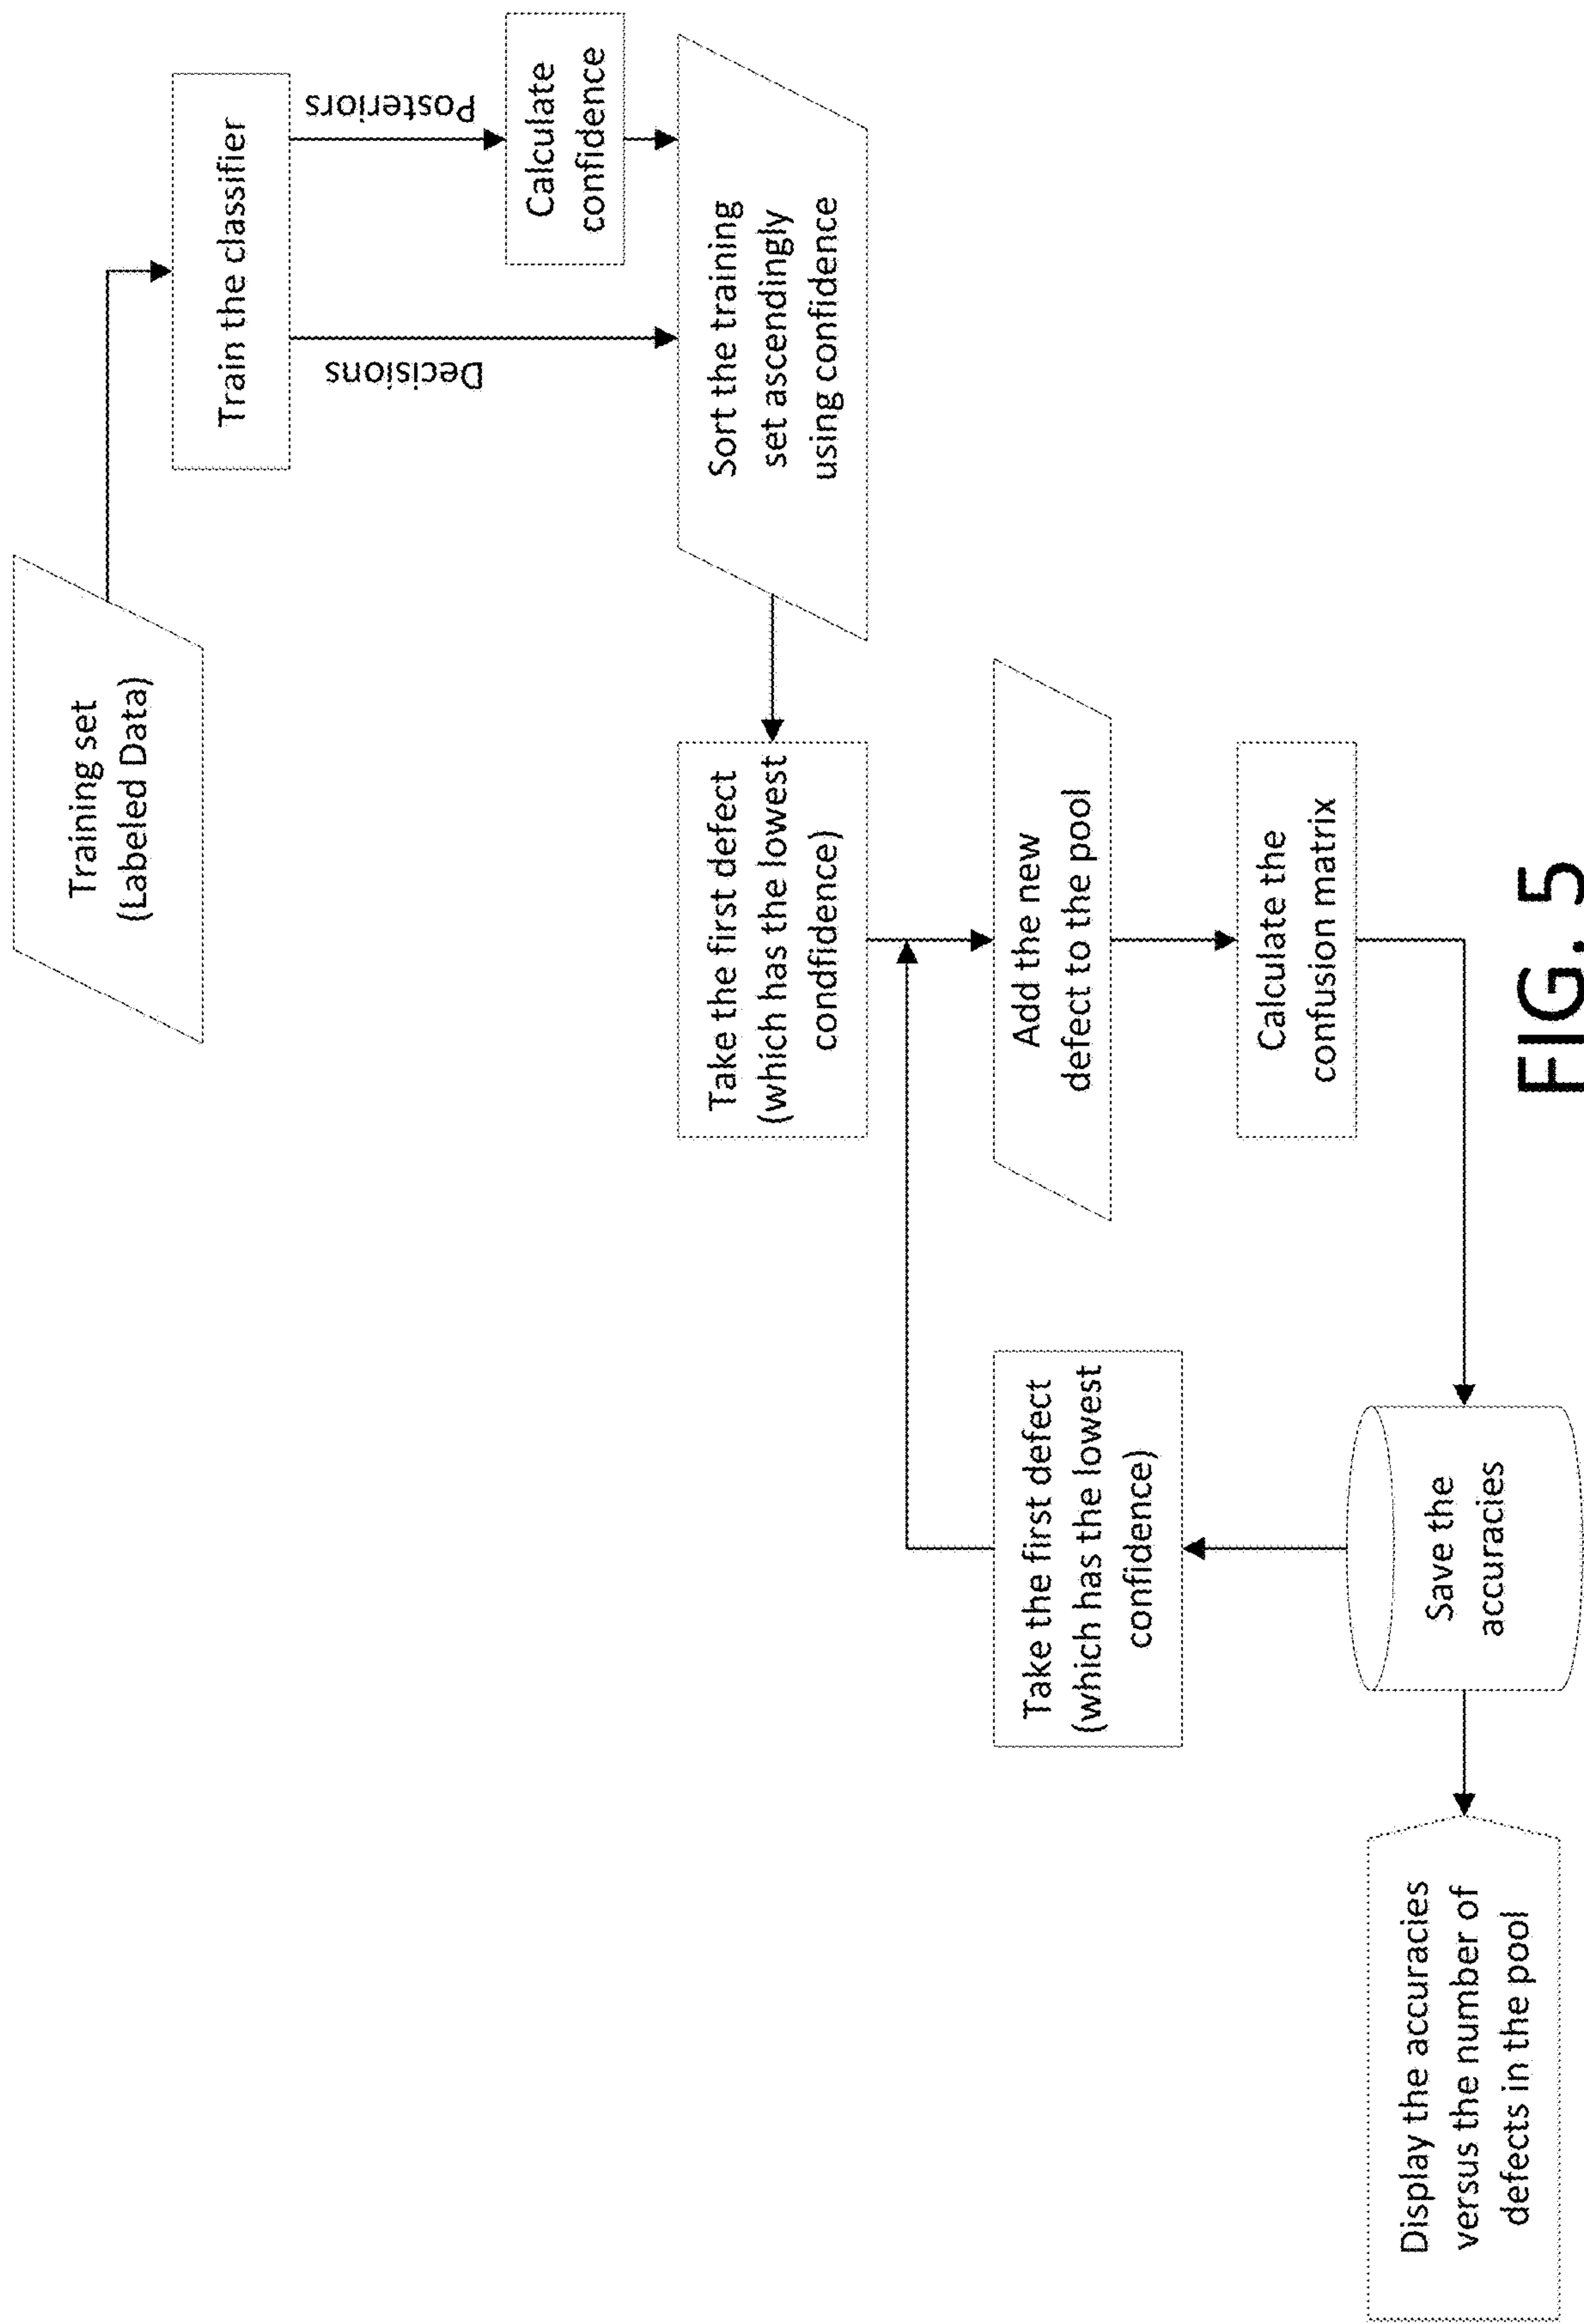 Training set
(Labeled Data)
Train the classifier
Posteriors
Decisions
Calculate
confidence
Sort the training
set ascendingly
using confidence
Take the first defect
(which has the lowest
condfidence)
Add the new
defect to the pool
Calculate the
confusion matrix
Take the first defect
(which has the lowest
confidence)
Save the
accuracies
Display the accuracies
versus the number of
defects in the pool
FIG. 5